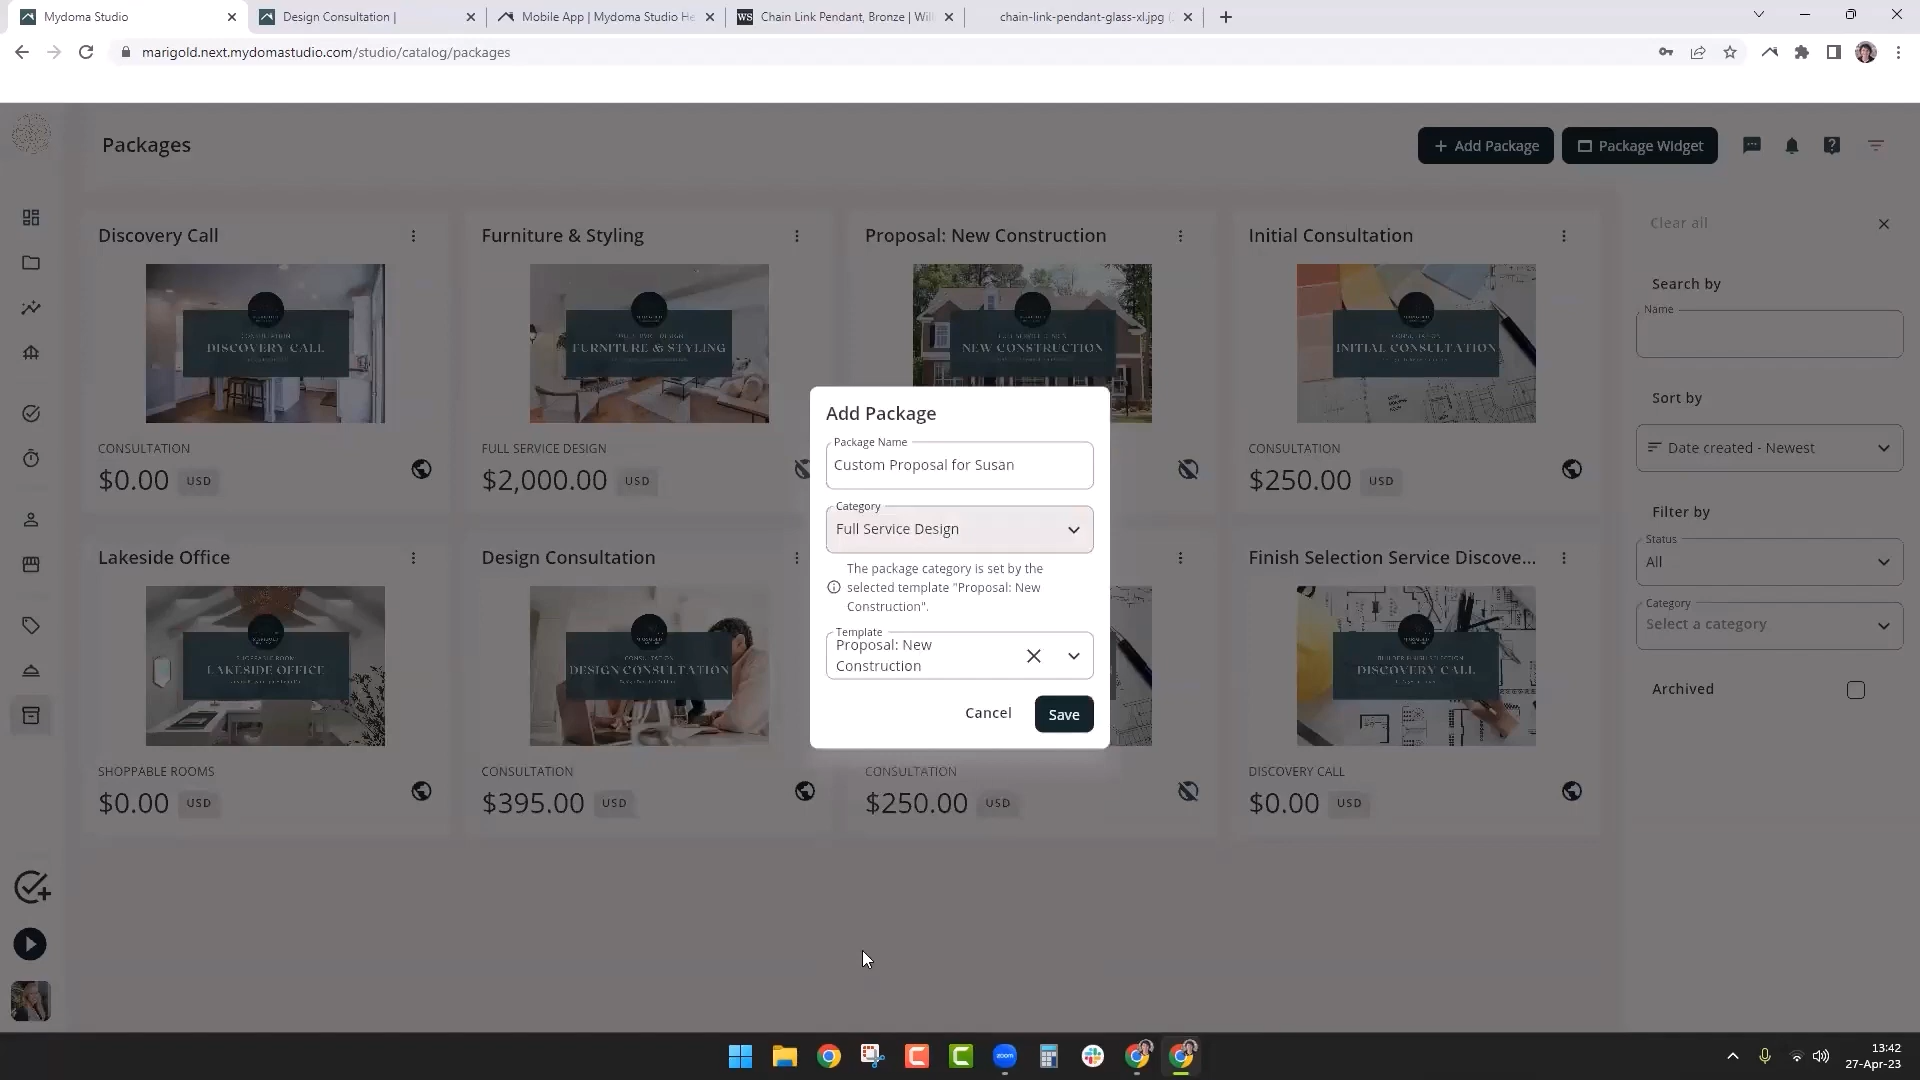 Mydoma Studio
Design Consultation |
Mobile App | Mydoma Studio He
WS
Chain Link Pendant, Bronze | Will
chain-link-pendant-glass-xl.jpg (
marigold.next.mydomastudio.com/studio/catalog/packages
Packages
Add Package
Package Widget
Clear all
Discovery Call
Furniture & Styling
Proposal: New Construction
Initial Consultation
Search by
Name
DISCOVERY CALL
FURNITURE & STYLING
NEW CONSTRUCTION
INITIAL CONSULTATION
Sort by
Date created - Newest
CONSULTATION
FULL SERVICE DESIGN
CONSULTATION
$0.00 USD
$2,000.00 USD
$250.00 USD
Add Package
Package Name
Custom Proposal for Susan
Category
Full Service Design
The package category is set by the
selected template "Proposal: New
Construction".
Template
Proposal: New
Construction
Cancel
Save
Filter by
Status
All
Category
Select a category
Archived
Lakeside Office
Design Consultation
Finish Selection Service Discove...
LAKESIDE OFFICE
DESIGN CONSULTATION
DISCOVERY CALL
SHOPPABLE ROOMS
CONSULTATION
CONSULTATION
DISCOVERY CALL
$0.00 USD
$395.00 USD
$250.00 USD
$0.00 USD
zoom
13:42
27-Apr-23